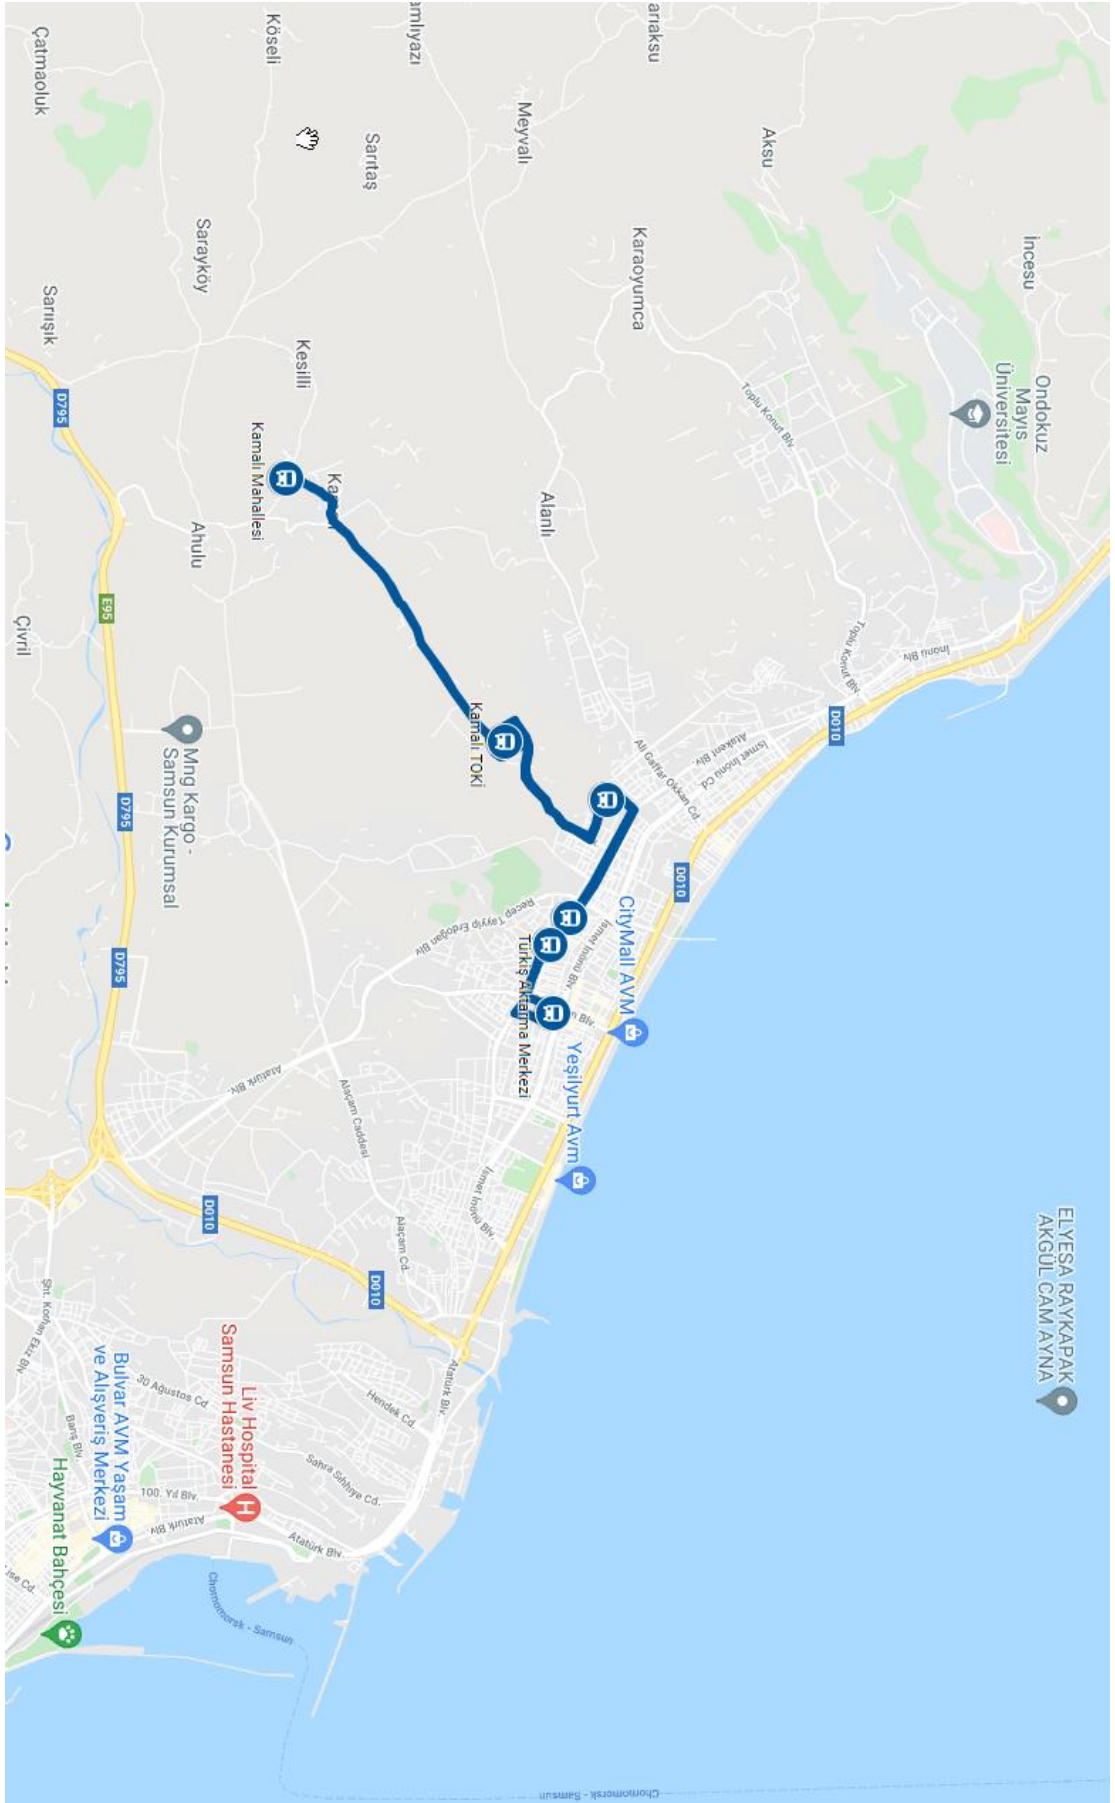 Çatmaoluk
Köseli
amlıyazı
arıaksu
Sarıtaş
Meyvalı
Aksu
İncesu
Sarayköy
Karaoyumca
Sarıışık
Kesilli
Toplu Konut Blv.
Ondokuz
Mayıs
Üniversitesi
D795
Kamalı Mahallesi
Alanlı
Ahulu
E95
Çivril
Toplu Konut Blv.
İnönü Blv.
D010
Kamalı TOKİ
Ali Gaffar Okkan Cd.
Atakent Blv.
İsmet İnönü Cd.
Mng Kargo -
Samsun Kurumsal
D795
D010
Recep Tayyip Erdoğan Blv.
D795
Türkiş Aktarma Merkezi
İsmet İnönü Blv.
CityMall AVM
Yeşilyurt Avm
Atatürk Blv.
Alaçam Caddesi
İsmet İnönü Blv.
Alaçam Cd.
D010
D010
ELYESA RAYKAPAK
AKGÜL CAM AYNA
Şht. Korhan Ekiz Blv.
Atatürk Blv.
Hendek Cd.
30 Ağustos Cd.
Bulvar AVM Yaşam
ve Alışveriş Merkezi
Liv Hospital
Samsun Hastanesi
H
Sahra Sıhhiye Cd.
Barış Blv.
100. Yıl Blv.
Atatürk Blv.
Atatürk Blv.
Hayvanat Bahçesi
Chornomorsk - Samsun
Chornomorsk - Samsun